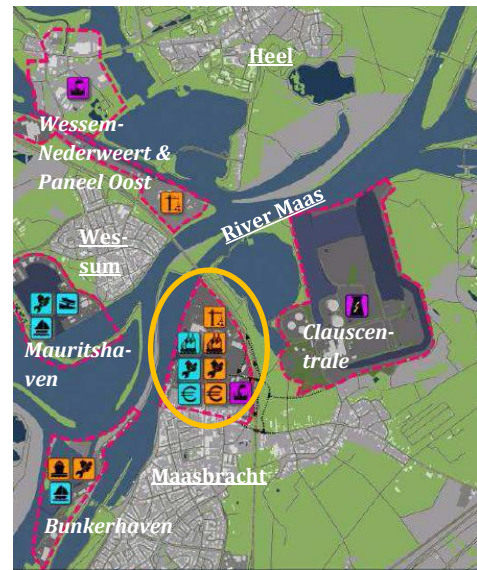 Heel
Wessem-
Nederweert &
Paneel Oost
River Maas
Wes-
sum
Clauscen-
trale
Mauritsha-
ven
Maasbracht
Bunkerhaven